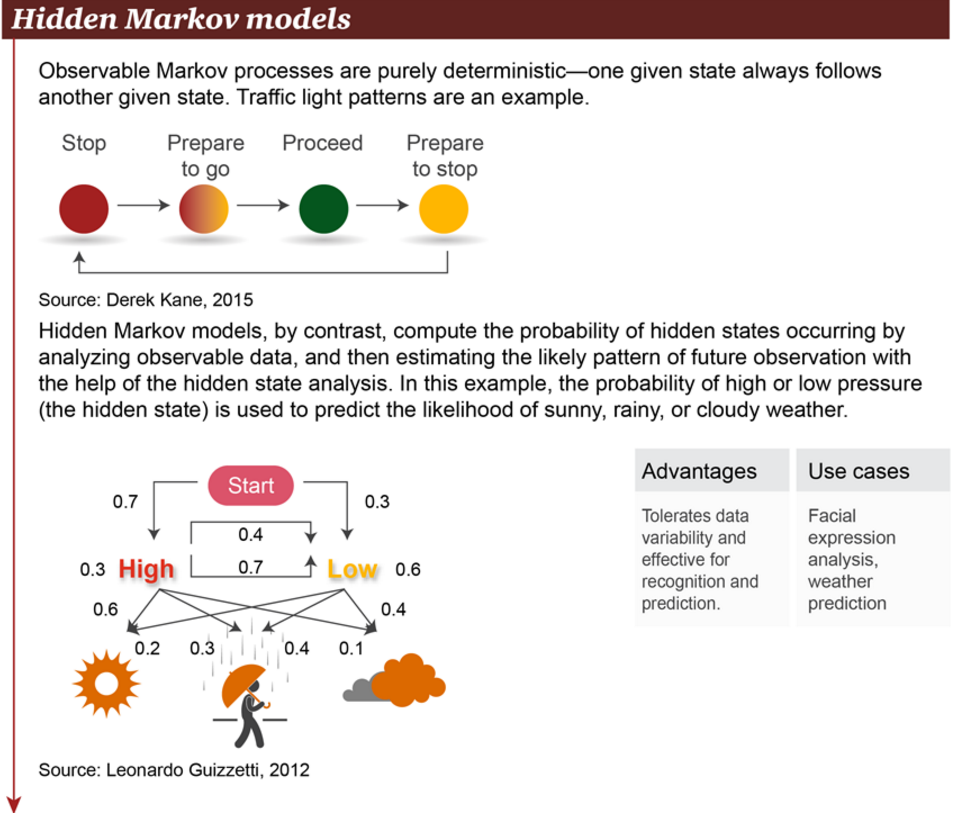 Hidden Markov models
Observable Markov processes are purely deterministic—one given state always follows
another given state. Traffic light patterns are an example.
Stop
Prepare
to go
Proceed
Prepare
to stop
Source: Derek Kane, 2015
Hidden Markov models, by contrast, compute the probability of hidden states occurring by
analyzing observable data, and then estimating the likely pattern of future observation with
the help of the hidden state analysis. In this example, the probability of high or low pressure
(the hidden state) is used to predict the likelihood of sunny, rainy, or cloudy weather.
Start
0.7
0.3
0.4
0.7
0.3 High
Low 0.6
0.6
0.4
0.2
0.3
0.4
0.1
Source: Leonardo Guizzetti, 2012
Advantages
Tolerates data
variability and
effective for
recognition and
prediction.
Use cases
Facial
expression
analysis,
weather
prediction